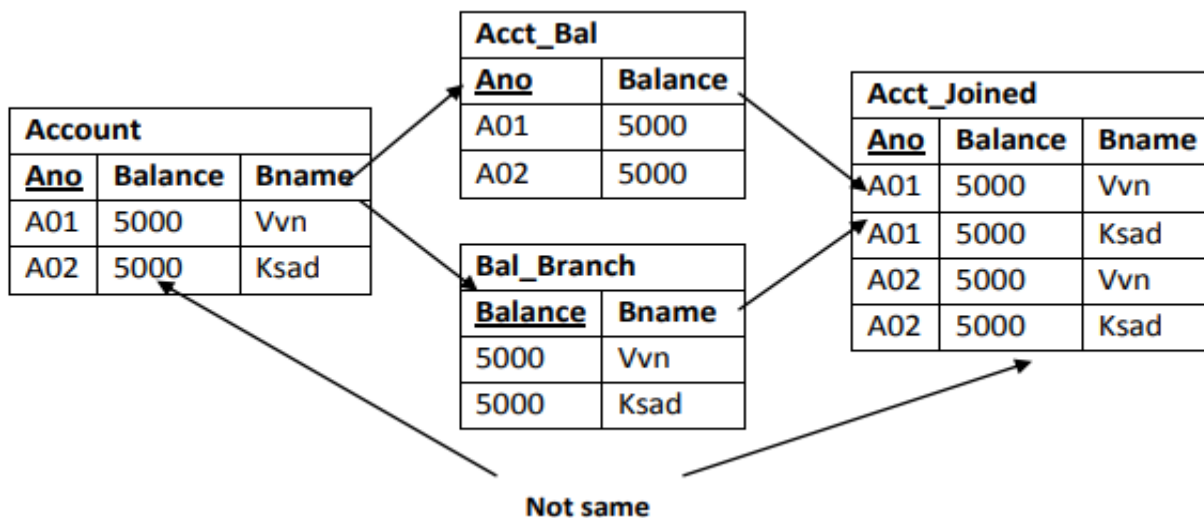 Account
Ano Balance Bname
A01 5000 Vvn
A02 5000 Ksad
Acct_Bal
Ano Balance
A01 5000
A02 5000
Bal_Branch
Balance Bname
5000 Vvn
5000 Ksad
Acct_Joined
Ano Balance Bname
A01 5000 Vvn
A01 5000 Ksad
A02 5000 Vvn
A02 5000 Ksad
Not same